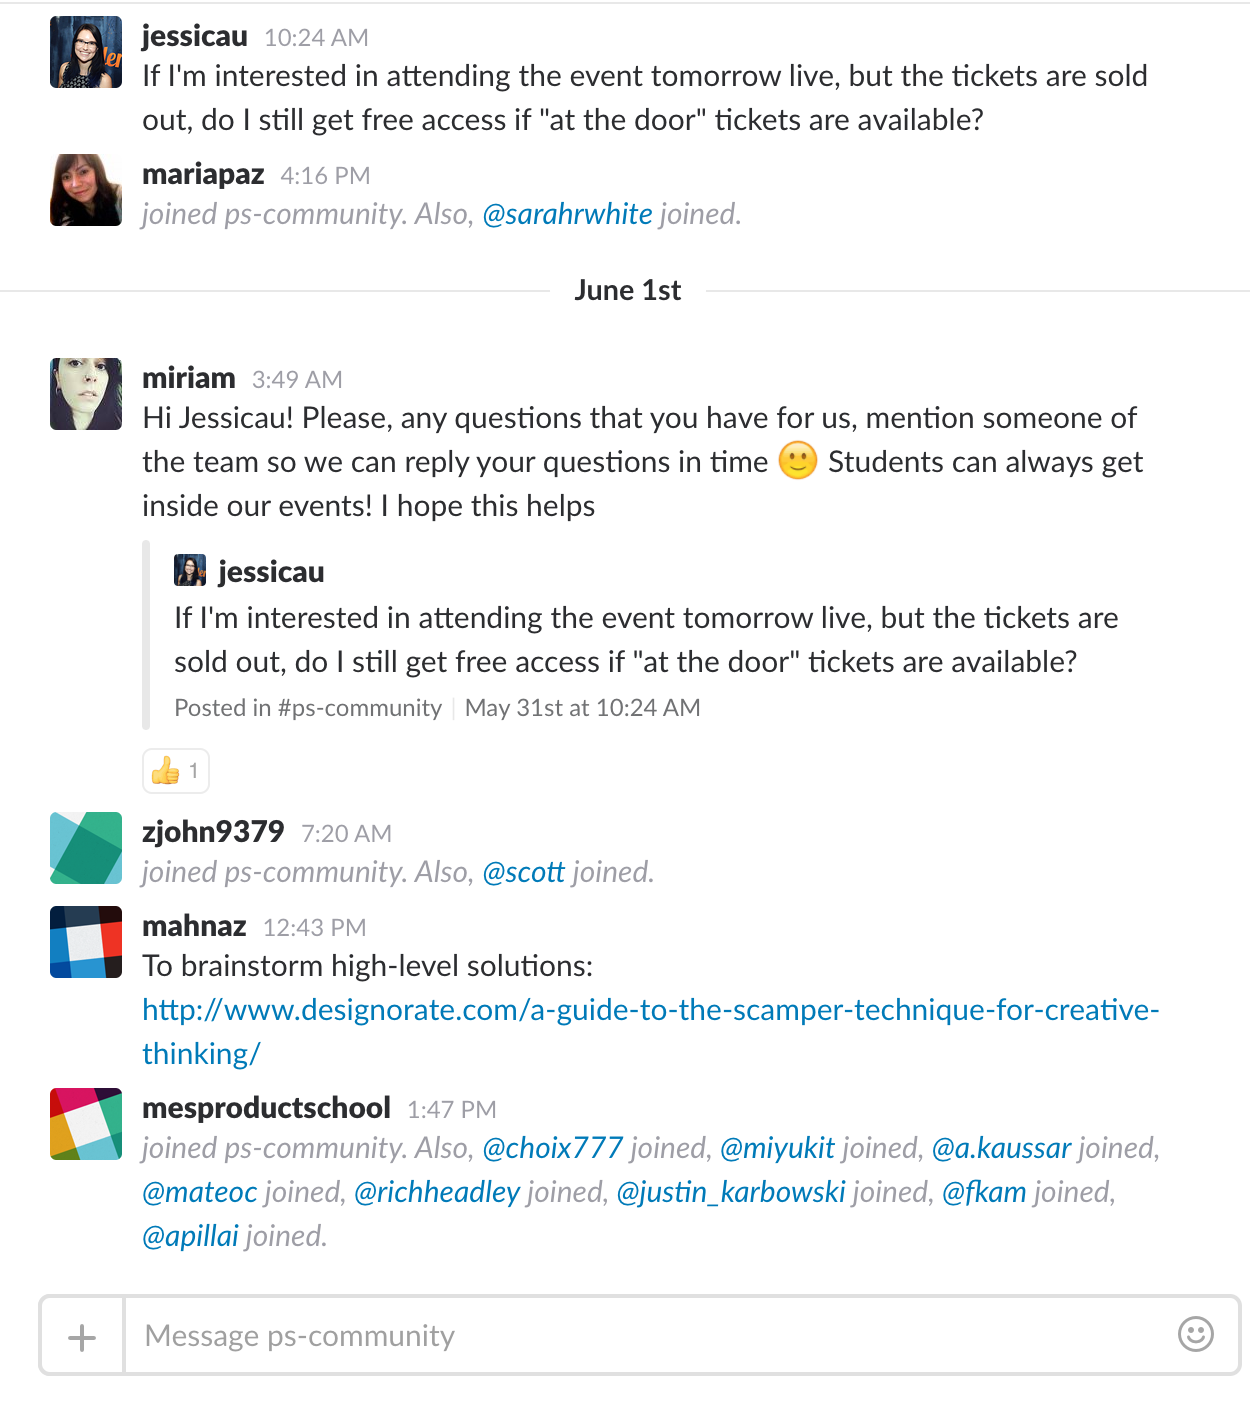 jessicau 10:24 AM
If I'm interested in attending the event tomorrow live, but the tickets are sold
out, do I still get free access if "at the door" tickets are available?
mariapaz 4:16 PM
joined ps-community. Also, @sarahrwhite joined.
June 1st
miriam 3:49 AM
Hi Jessicau! Please, any questions that you have for us, mention someone of
the team so we can reply your questions in time 🙂 Students can always get
inside our events! I hope this helps
jessicau
If I'm interested in attending the event tomorrow live, but the tickets are
sold out, do I still get free access if "at the door" tickets are available?
Posted in #ps-community | May 31st at 10:24 AM
👍 1
zjohn9379 7:20 AM
joined ps-community. Also, @scott joined.
mahnaz 12:43 PM
To brainstorm high-level solutions:
http://www.designorate.com/a-guide-to-the-scamper-technique-for-creative-
thinking/
mesproductschool 1:47 PM
joined ps-community. Also, @choix777 joined, @miyukit joined, @a.kaussar joined,
@mateoc joined, @richheadley joined, @justin_karbowski joined, @fkam joined,
@apillai joined.
Message ps-community